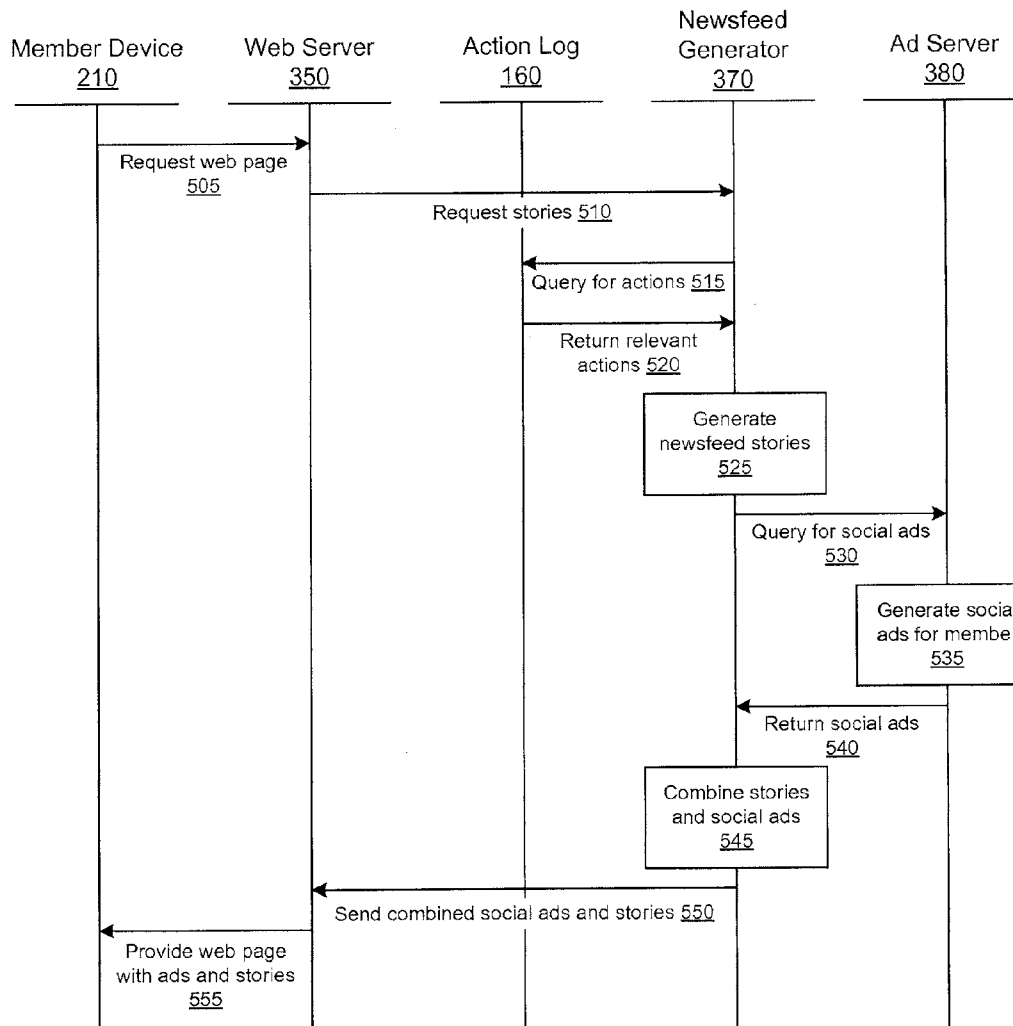 Member Device
210
Web Server
350
Action Log
160
Newsfeed
Generator
370
Ad Server
380
Request web page
505
Request stories 510
Query for actions 515
Return relevant
actions 520
Generate
newsfeed stories
525
Query for social ads
530
Generate socia
ads for membe
535
Return social ads
540
Combine stories
and social ads
545
Send combined social ads and stories 550
Provide web page
with ads and stories
555